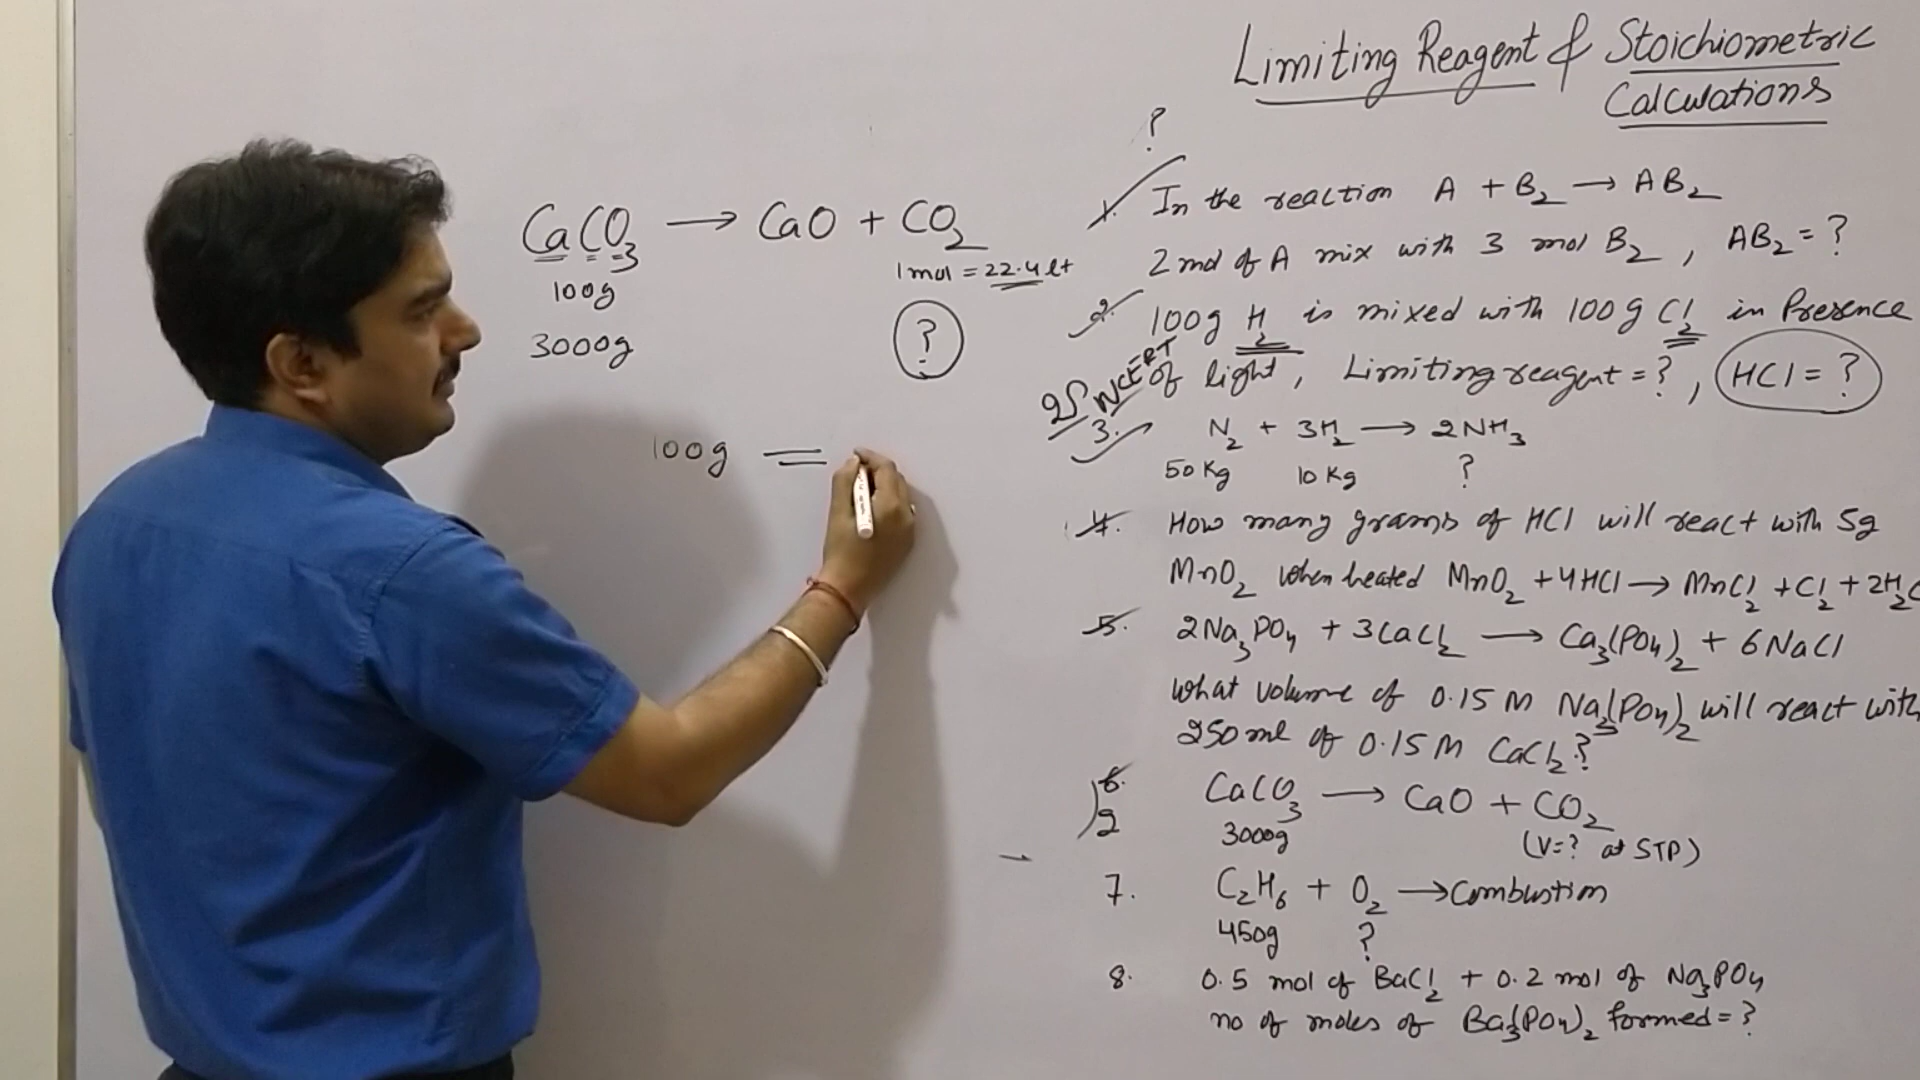 Limiting Reagent & Stoichiometric
Calculations
CaCO3 → CaO + CO2
1 mol = 22.4 lt
100g
3000g
?
100g =
?
1. In the reaction A + B2 → AB2
2 mol of A mix with 3 mol B2, AB2 = ?
2. 100g H2 is mixed with 100g Cl2 in Presence
of light, Limiting reagent = ?, HCl = ?
NCERT
3. N2 + 3H2 → 2NH3
50 Kg 10 Kg ?
4. How many grams of HCl will react with 5g
MnO2 when heated MnO2 + 4HCl → MnCl2 + Cl2 + 2H2O
5. 2Na3PO4 + 3CaCl2 → Ca3(PO4)2 + 6NaCl
What volume of 0.15 M Na3(PO4)2 will react with
250 ml of 0.15 M CaCl2?
6. CaCO3 → CaO + CO2
3000g (V=? at STP)
7. C2H6 + O2 → Combustion
450g ?
8. 0.5 mol of BaCl2 + 0.2 mol of Na3PO4
no of moles of Ba3(PO4)2 formed = ?